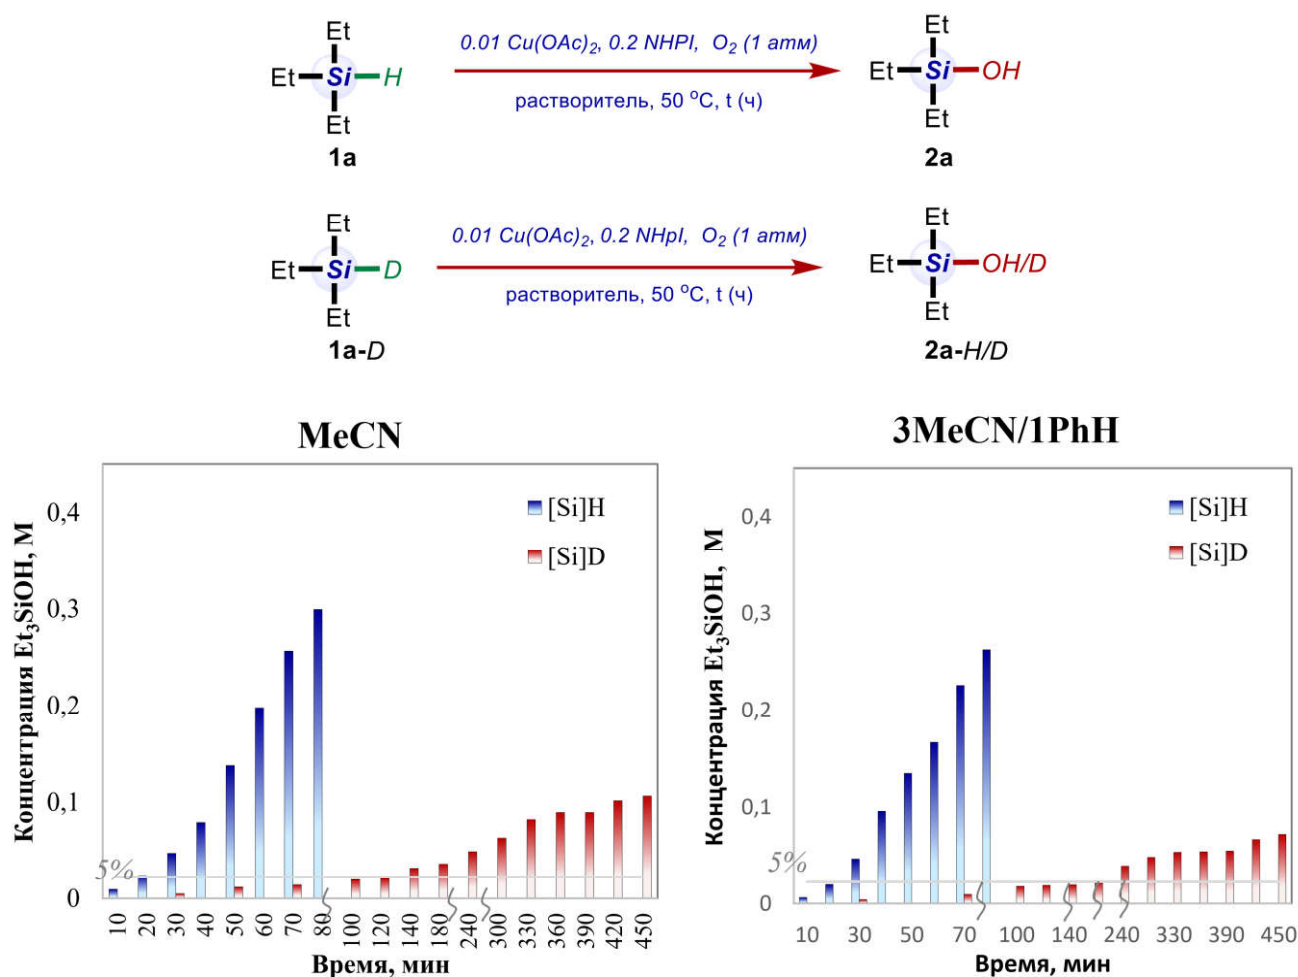 Et
Et Si H
Et
1a
0.01 Cu(OAc)2, 0.2 NHPI, O2 (1 атм)
растворитель, 50 °C, t (ч)
Et
Et Si OH
Et
2a
Et
Et Si D
Et
1a-D
0.01 Cu(OAc)2, 0.2 NHpI, O2 (1 атм)
растворитель, 50 °C, t (ч)
Et
Et Si OH/D
Et
2a-H/D
MeCN
Концентрация Et3SiOH, М
0,4
0,3
0,2
0,1
0
5%
[Si]H
[Si]D
10 20 30 40 50 60 70 80 100 120 140 180 240 300 330 360 390 420 450
Время, мин
3MeCN/1PhH
Концентрация Et3SiOH, М
0,4
0,3
0,2
0,1
0
5%
[Si]H
[Si]D
10 30 50 70 100 140 240 330 390 450
Время, мин